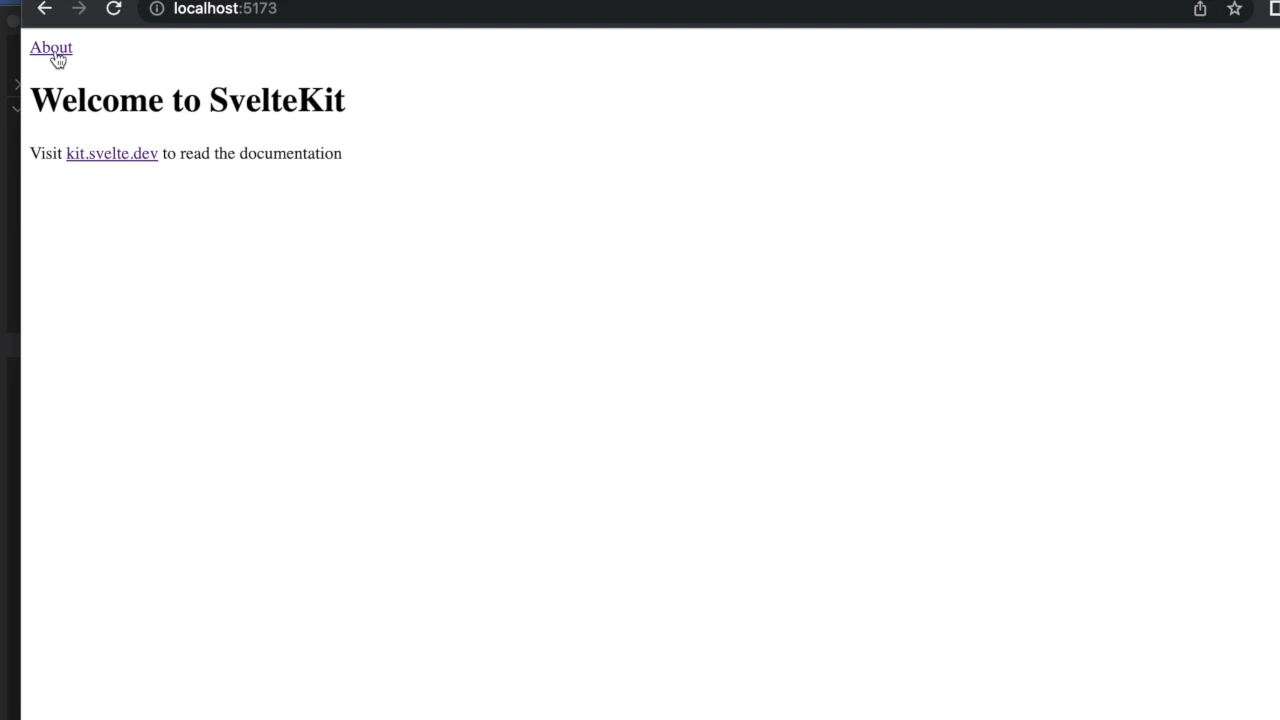 localhost:5173
About
Welcome to SvelteKit
Visit kit.svelte.dev to read the documentation